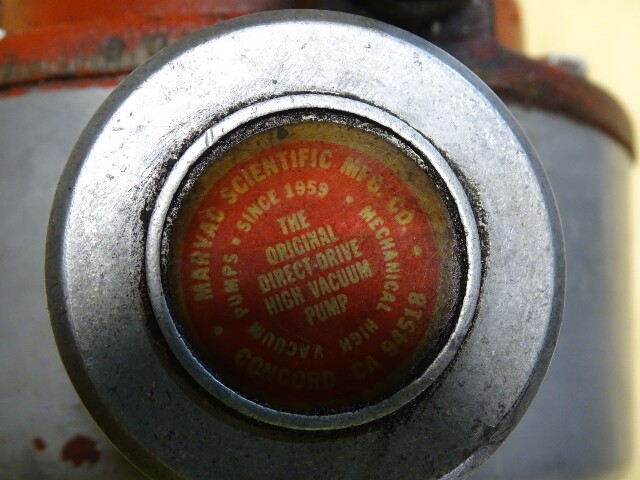 MARVAC SCIENTIFIC MFG. CO.
CONCORD CA 94518
SINCE 1959
MECHANICAL HIGH VACUUM PUMPS
THE
ORIGINAL
DIRECT-DRIVE
HIGH VACUUM
PUMP